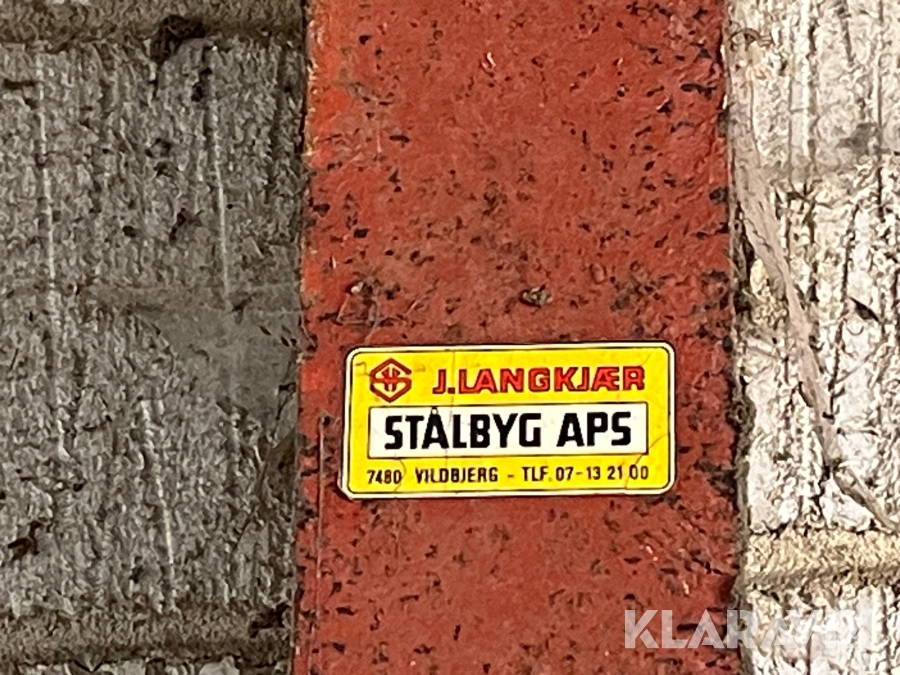 J.LANGKJÆR
STÅLBYG APS
7480 VILDBJERG - TLF. 07-13 21 00
KLARAVIK